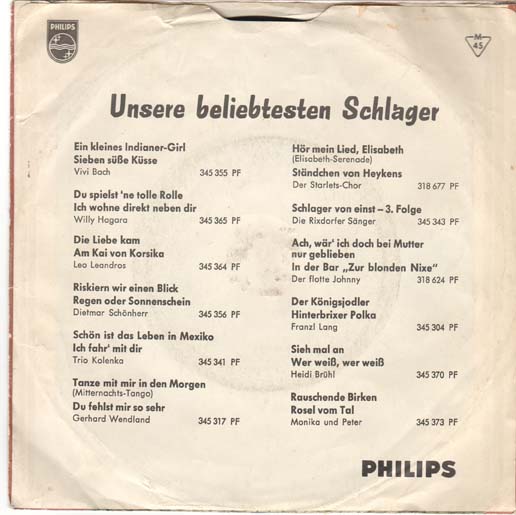 PHILIPS
M
45
Unsere beliebtesten Schlager
Ein kleines Indianer-Girl
Sieben süße Küsse
Vivi Bach 345 355 PF
Du spielst 'ne tolle Rolle
Ich wohne direkt neben dir
Willy Hagara 345 365 PF
Die Liebe kam
Am Kai von Korsika
Leo Leandros 345 364 PF
Riskiern wir einen Blick
Regen oder Sonnenschein
Dietmar Schönherr 345 356 PF
Schön ist das Leben in Mexiko
Ich fahr' mit dir
Trio Kolenka 345 341 PF
Tanze mit mir in den Morgen
(Mitternachts-Tango)
Du fehlst mir so sehr
Gerhard Wendland 345 317 PF
Hör mein Lied, Elisabeth
(Elisabeth-Serenade)
Ständchen von Heykens
Der Starlets-Chor 318 677 PF
Schlager von einst – 3. Folge
Die Rixdorfer Sänger 345 343 PF
Ach, wär' ich doch bei Mutter
nur geblieben
In der Bar „Zur blonden Nixe"
Der flotte Johnny 318 624 PF
Der Königsjodler
Hinterbrixer Polka
Franzl Lang 345 304 PF
Sieh mal an
Wer weiß, wer weiß
Heidi Brühl 345 370 PF
Rauschende Birken
Rosel vom Tal
Monika und Peter 345 373 PF
PHILIPS